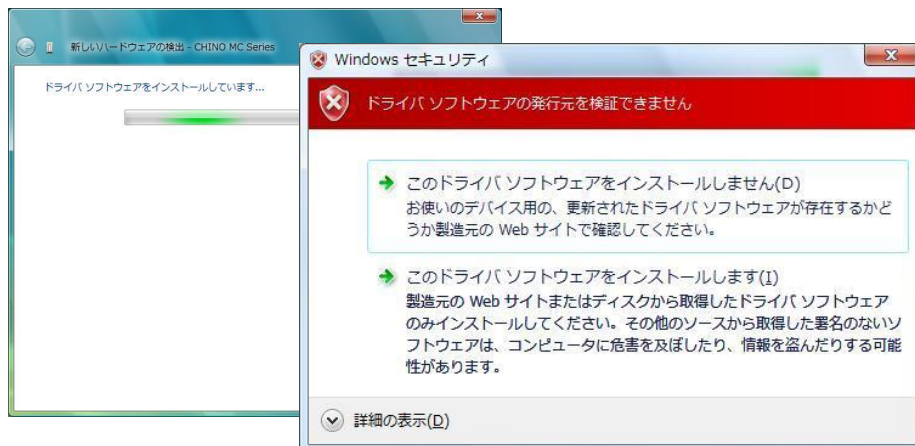 新しいハードウェアの検出 - CHINO MC Series
ドライバ ソフトウェアをインストールしています...
Windows セキュリティ
ドライバ ソフトウェアの発行元を検証できません
このドライバ ソフトウェアをインストールしません(D)
お使いのデバイス用の、更新されたドライバ ソフトウェアが存在するかど
うか製造元の Web サイトで確認してください。
このドライバ ソフトウェアをインストールします(I)
製造元の Web サイトまたはディスクから取得したドライバ ソフトウェア
のみインストールしてください。その他のソースから取得した署名のないソ
フトウェアは、コンピュータに危害を及ぼしたり、情報を盗んだりする可能
性があります。
詳細の表示(D)